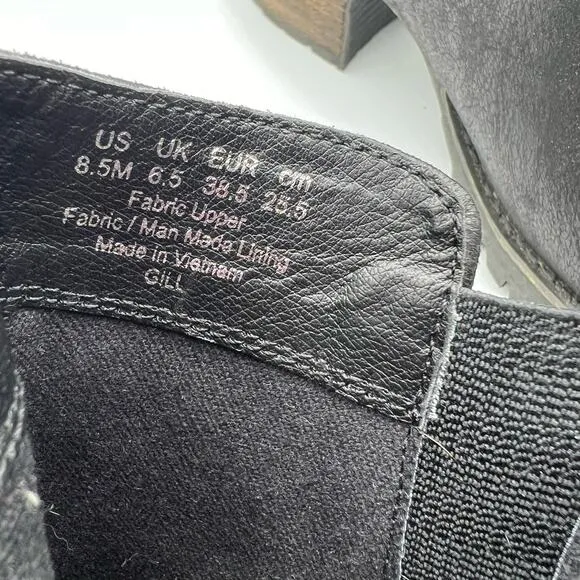 US UK EUR cm
8.5M 6.5 38.5 25.5
Fabric Upper
Fabric / Man Made Lining
Made in Vietnam
GILL